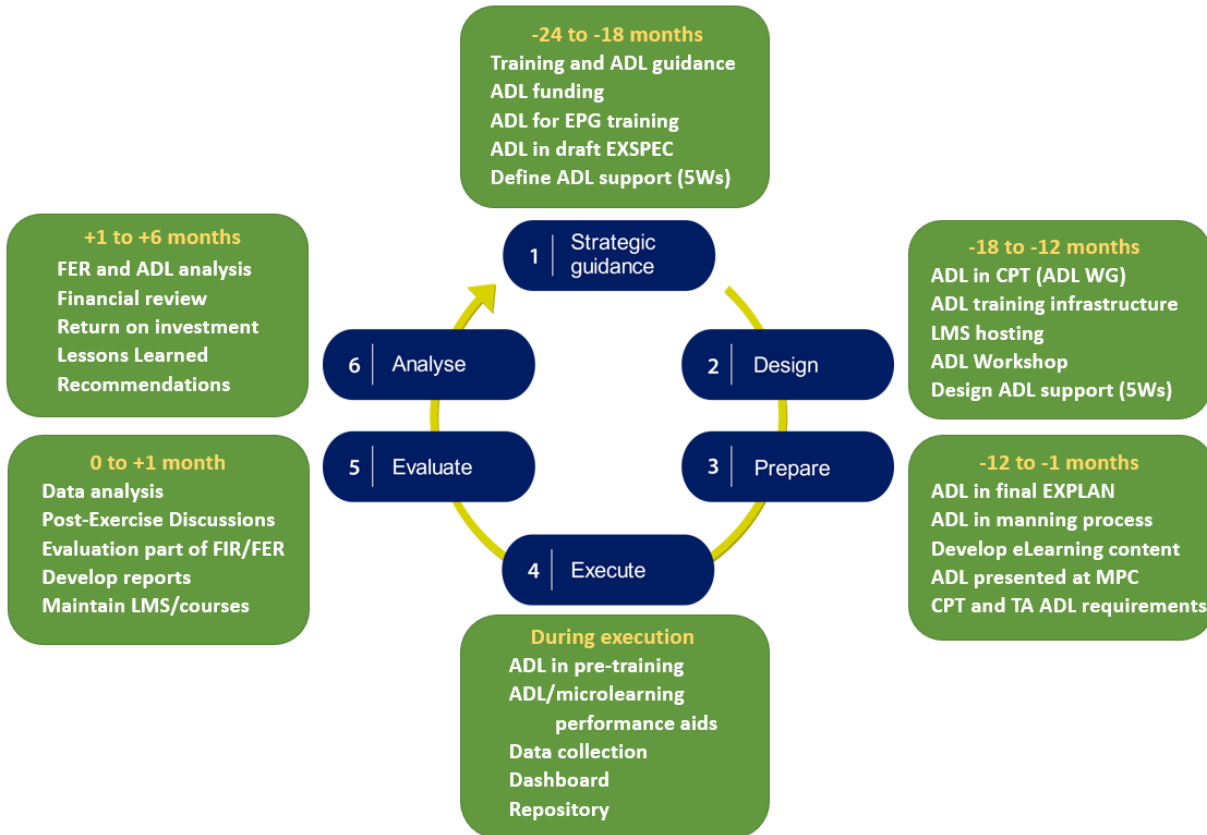 -24 to -18 months
Training and ADL guidance
ADL funding
ADL for EPG training
ADL in draft EXSPEC
Define ADL support (5Ws)
1
Strategic
guidance
-18 to -12 months
ADL in CPT (ADL WG)
ADL training infrastructure
LMS hosting
ADL Workshop
Design ADL support (5Ws)
2
Design
-12 to -1 months
ADL in final EXPLAN
ADL in manning process
Develop eLearning content
ADL presented at MPC
CPT and TA ADL requirements
3
Prepare
4
Execute
During execution
ADL in pre-training
ADL/microlearning
performance aids
Data collection
Dashboard
Repository
5
Evaluate
0 to +1 month
Data analysis
Post-Exercise Discussions
Evaluation part of FIR/FER
Develop reports
Maintain LMS/courses
6
Analyse
+1 to +6 months
FER and ADL analysis
Financial review
Return on investment
Lessons Learned
Recommendations